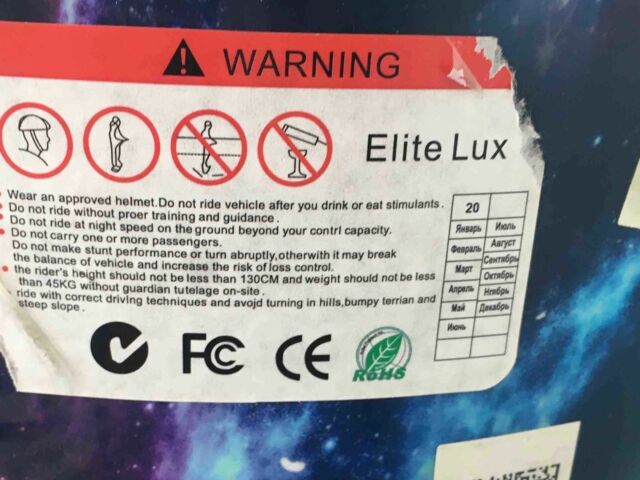 WARNING
Elite Lux
Wear an approved helmet.Do not ride vehicle after you drink or eat stimulants.
Do not ride without proer training and guidance.
Do not ride at night speed on the ground beyond your contrl capacity.
Do not carry one or more passengers.
Do not make stunt performance or turn abruptly,otherwith it may break
the balance of vehicle and increase the risk of loss control.
the rider's height should not be less than 130CM and weight should not be less
than 45KG without guardian tutelage on-site.
ride with correct driving techniques and avojd turning in hills,bumpy terrian and
steep slope.
20
Январь Июль
Февраль Август
Сентябрь
Март Октябрь
Апрель Ноябрь
Май Декабрь
Июнь
FC CE RoHS